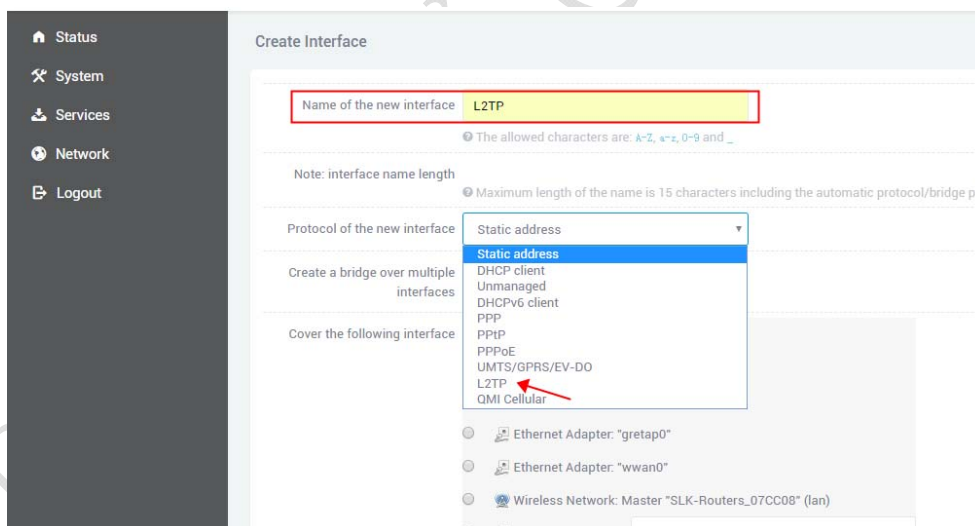 Status
System
Services
Network
Logout
Create Interface
Name of the new interface L2TP
The allowed characters are: A-Z, a-z, 0-9 and _
Note: interface name length
Maximum length of the name is 15 characters including the automatic protocol/bridge p
Protocol of the new interface Static address
Static address
DHCP client
Unmanaged
DHCPv6 client
PPP
PPtP
PPPoE
UMTS/GPRS/EV-DO
L2TP
QMI Cellular
Create a bridge over multiple
interfaces
Cover the following interface
Ethernet Adapter: "gretap0"
Ethernet Adapter: "wwan0"
Wireless Network: Master "SLK-Routers_07CC08" (lan)